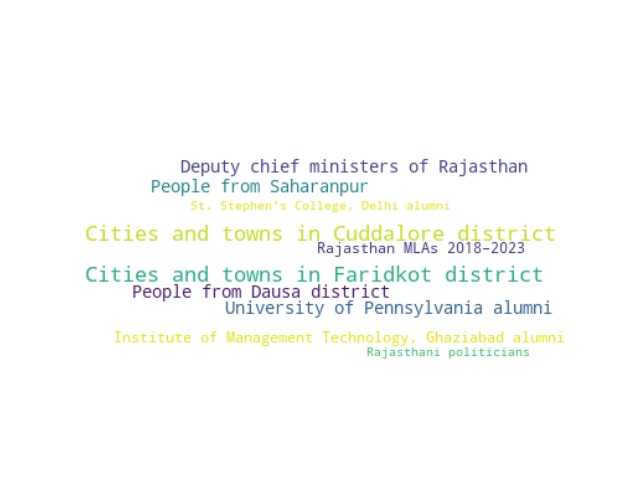 Deputy chief ministers of Rajasthan
People from Saharanpur
St. Stephen's College, Delhi alumni
Cities and towns in Cuddalore district
Rajasthan MLAs 2018–2023
Cities and towns in Faridkot district
People from Dausa district
University of Pennsylvania alumni
Institute of Management Technology, Ghaziabad alumni
Rajasthani politicians